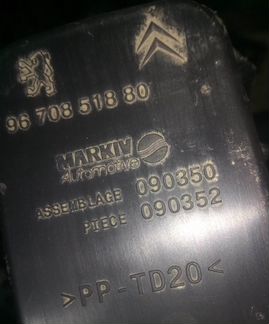 96 708 518 80
MARKIV
Automotive
ASSEMBLAGE 090350
PIECE 090352
>PP-TD20<